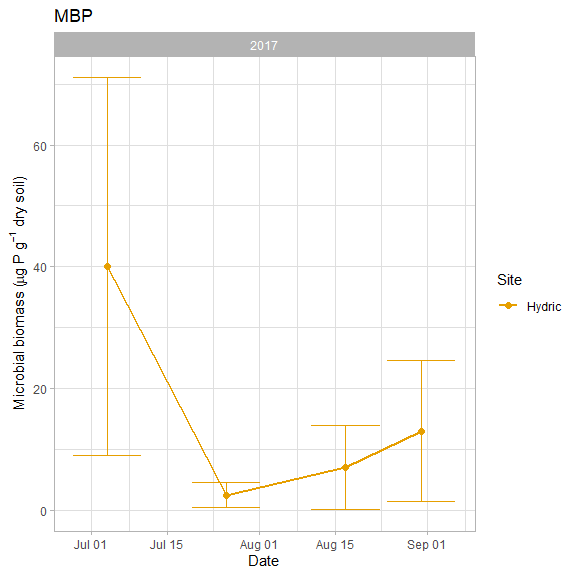 MBP
2017
Microbial biomass (µg P g⁻¹ dry soil)
60
40
20
0
Jul 01 Jul 15 Aug 01 Aug 15 Sep 01
Date
Site
Hydric